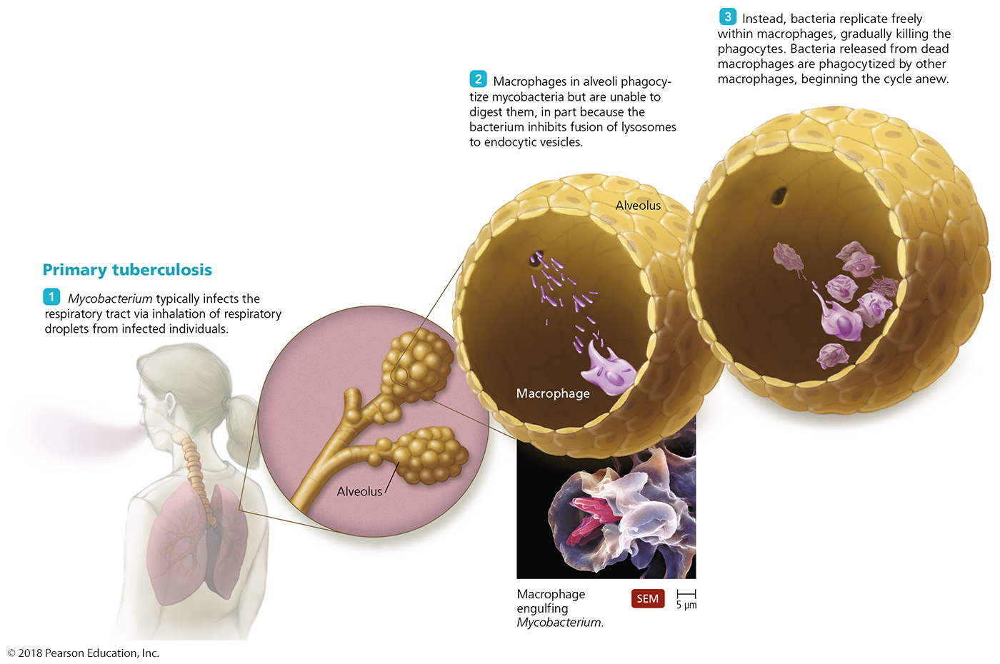 Primary tuberculosis
1 Mycobacterium typically infects the
respiratory tract via inhalation of respiratory
droplets from infected individuals.
Alveolus
2 Macrophages in alveoli phagocy-
tize mycobacteria but are unable to
digest them, in part because the
bacterium inhibits fusion of lysosomes
to endocytic vesicles.
Alveolus
Macrophage
Macrophage
engulfing
Mycobacterium.
SEM
5 μm
3 Instead, bacteria replicate freely
within macrophages, gradually killing the
phagocytes. Bacteria released from dead
macrophages are phagocytized by other
macrophages, beginning the cycle anew.
© 2018 Pearson Education, Inc.